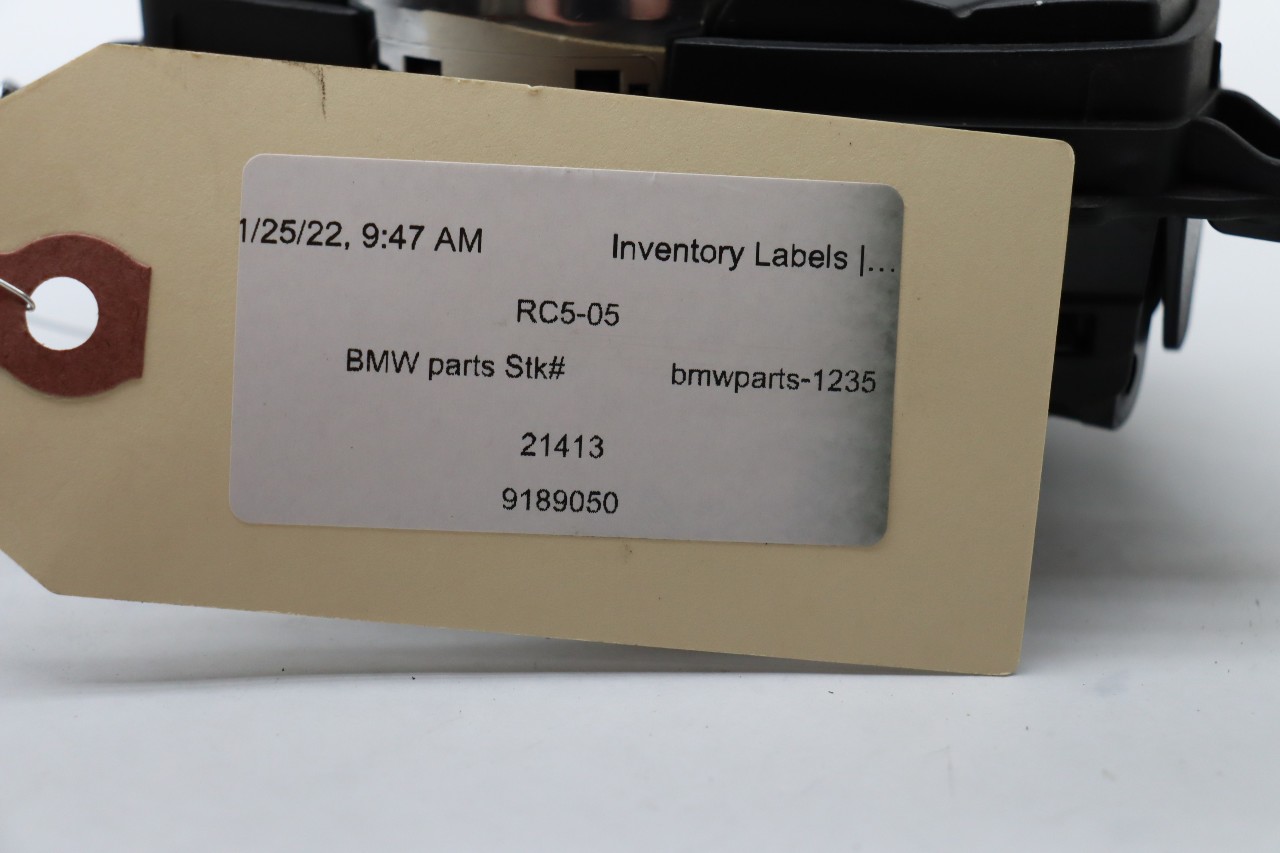 1/25/22, 9:47 AM Inventory Labels |...
RC5-05
BMW parts Stk# bmwparts-1235
21413
9189050